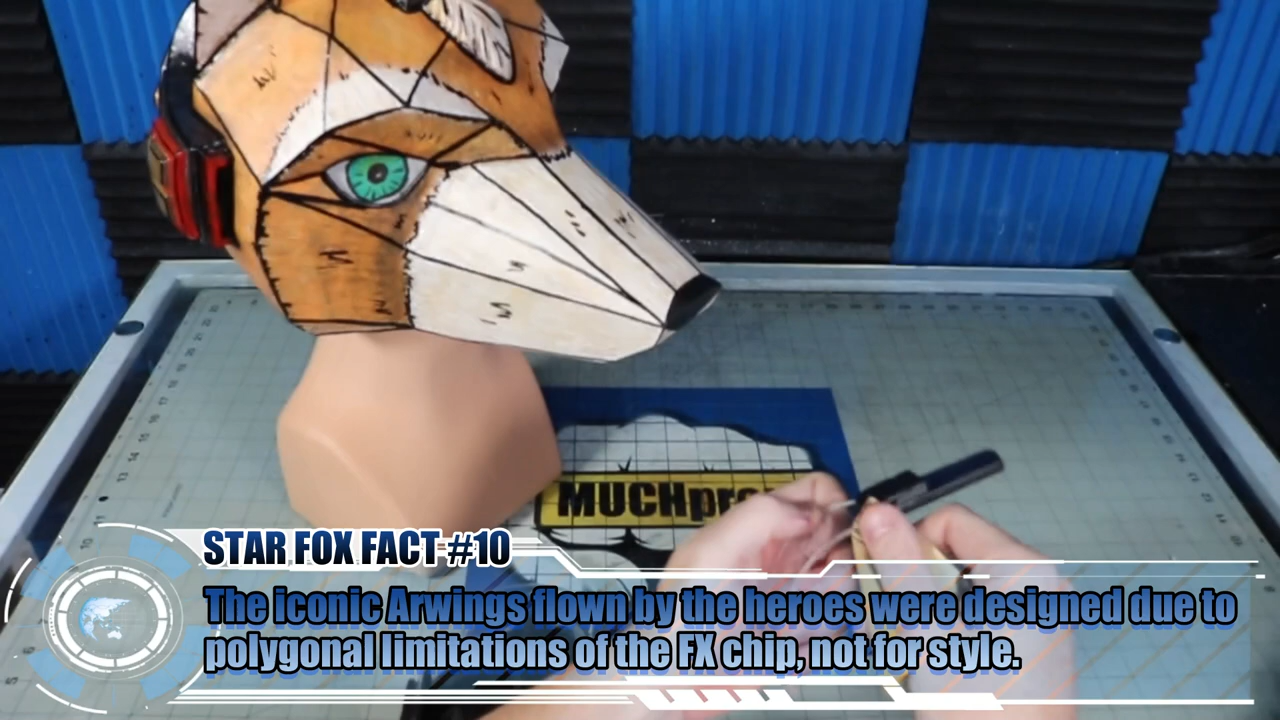 MUCHpro
STAR FOX FACT #10
The iconic Arwings flown by the heroes were designed due to
polygonal limitations of the FX chip, not for style.